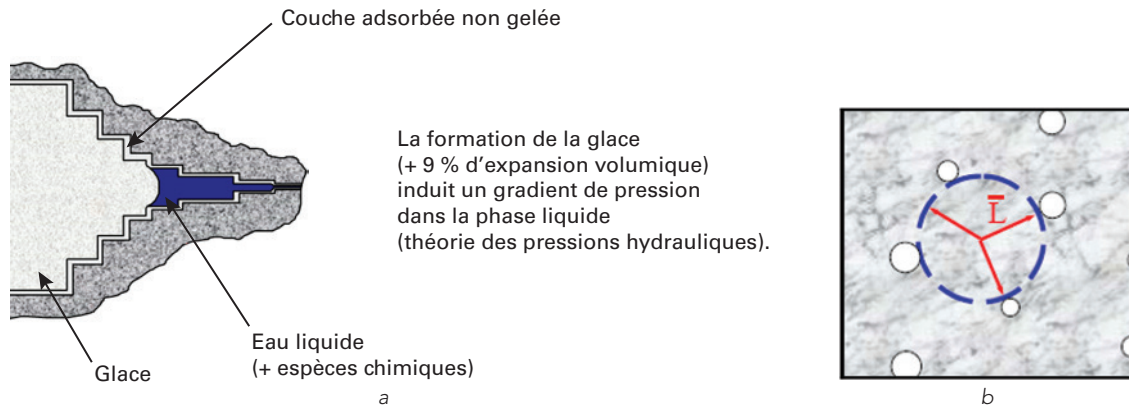 Couche adsorbée non gelée
La formation de la glace
(+ 9 % d'expansion volumique)
induit un gradient de pression
dans la phase liquide
(théorie des pressions hydrauliques).
Eau liquide
(+ espèces chimiques)
Glace
a
L̅
b